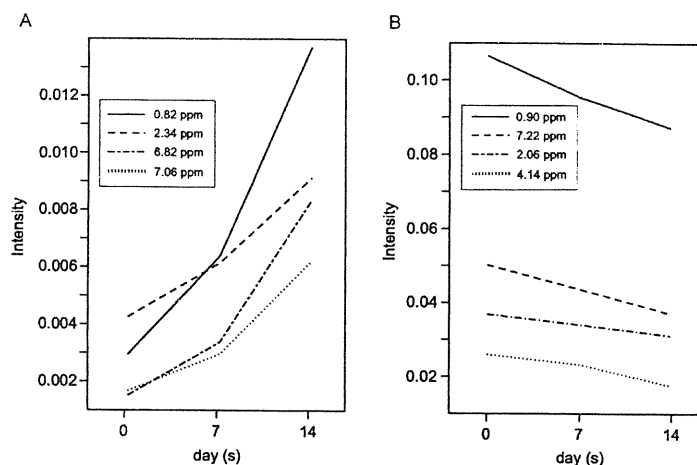 A
Intensity
0.012
0.010
0.008
0.006
0.004
0.002
0.82 ppm
2.34 ppm
6.82 ppm
7.06 ppm
0 7 14
day (s)
B
Intensity
0.10
0.08
0.06
0.04
0.02
0.90 ppm
7.22 ppm
2.06 ppm
4.14 ppm
0 7 14
day (s)